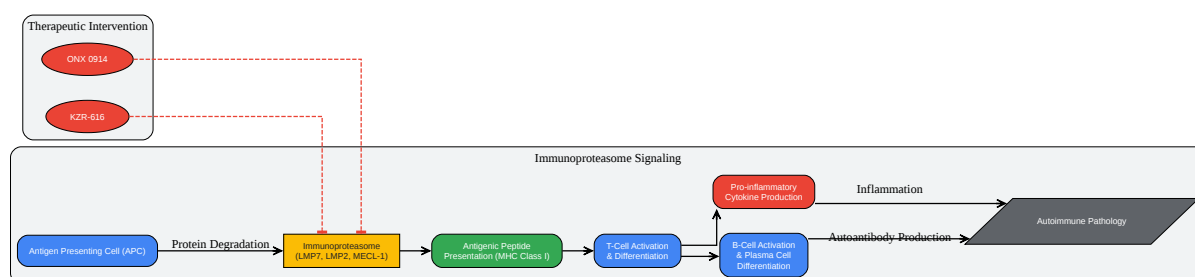 Therapeutic Intervention
ONX 0914
KZR-616
Immunoproteasome Signaling
Antigen Presenting Cell (APC)
Protein Degradation
Immunoproteasome
(LMP7, LMP2, MECL-1)
Antigenic Peptide
Presentation (MHC Class I)
T-Cell Activation
& Differentiation
Pro-inflammatory
Cytokine Production
Inflammation
B-Cell Activation
& Plasma Cell
Differentiation
Autoantibody Production
Autoimmune Pathology